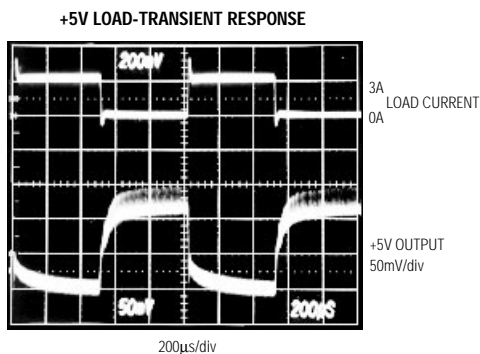 +5V LOAD-TRANSIENT RESPONSE
200mV
3A
LOAD CURRENT
0A
+5V OUTPUT
50mV/div
50mV
200µS
200µs/div